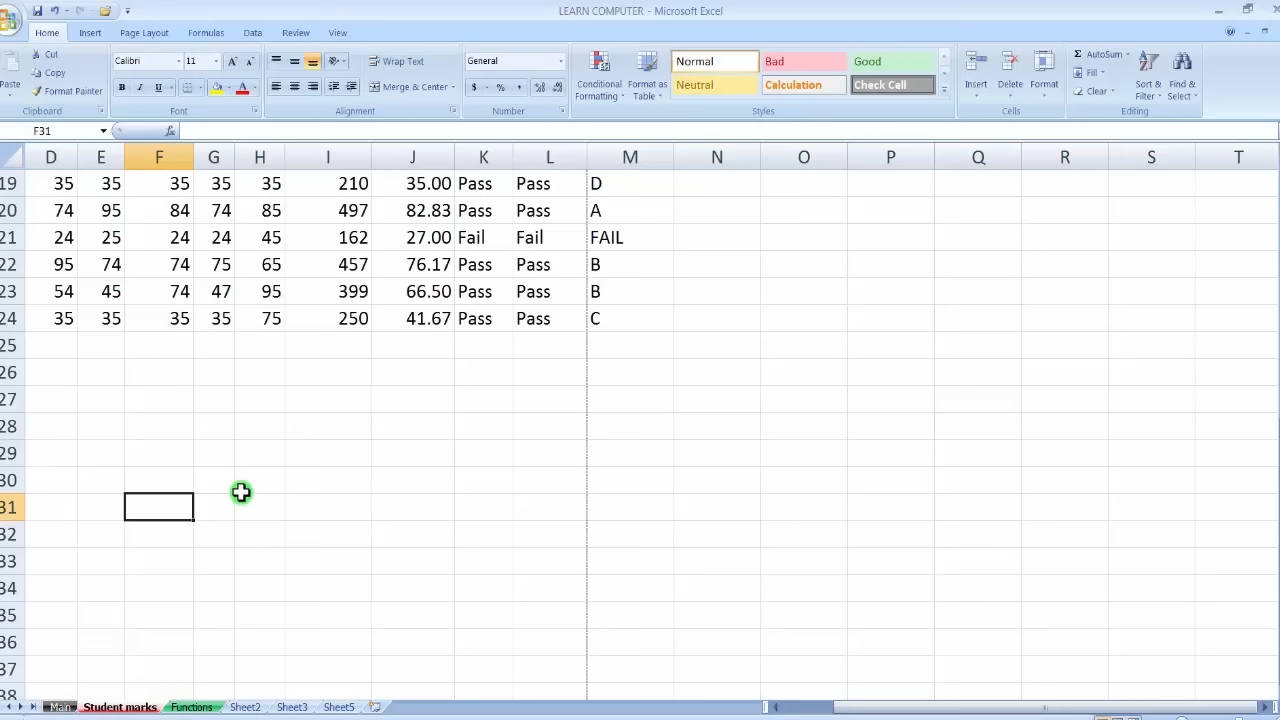 LEARN COMPUTER - Microsoft Excel
Home Insert Page Layout Formulas Data Review View
Paste Cut Copy Format Painter Clipboard
Calibri 11 B I U A Font
Wrap Text Merge & Center Alignment
General $ % , Number
Conditional Formatting Format as Table Normal Bad Good Neutral Calculation Check Cell Styles
Insert Delete Format Cells
Σ AutoSum Fill Clear Sort & Filter Find & Select Editing
F31 fx
D E F G H I J K L M N O P Q R S T
19 35 35 35 35 35 210 35.00 Pass Pass D
20 74 95 84 74 85 497 82.83 Pass Pass A
21 24 25 24 24 45 162 27.00 Fail Fail FAIL
22 95 74 74 75 65 457 76.17 Pass Pass B
23 54 45 74 47 95 399 66.50 Pass Pass B
24 35 35 35 35 75 250 41.67 Pass Pass C
25
26
27
28
29
30
31
32
33
34
35
36
37
38
Main Student marks Functions Sheet2 Sheet3 Sheet5